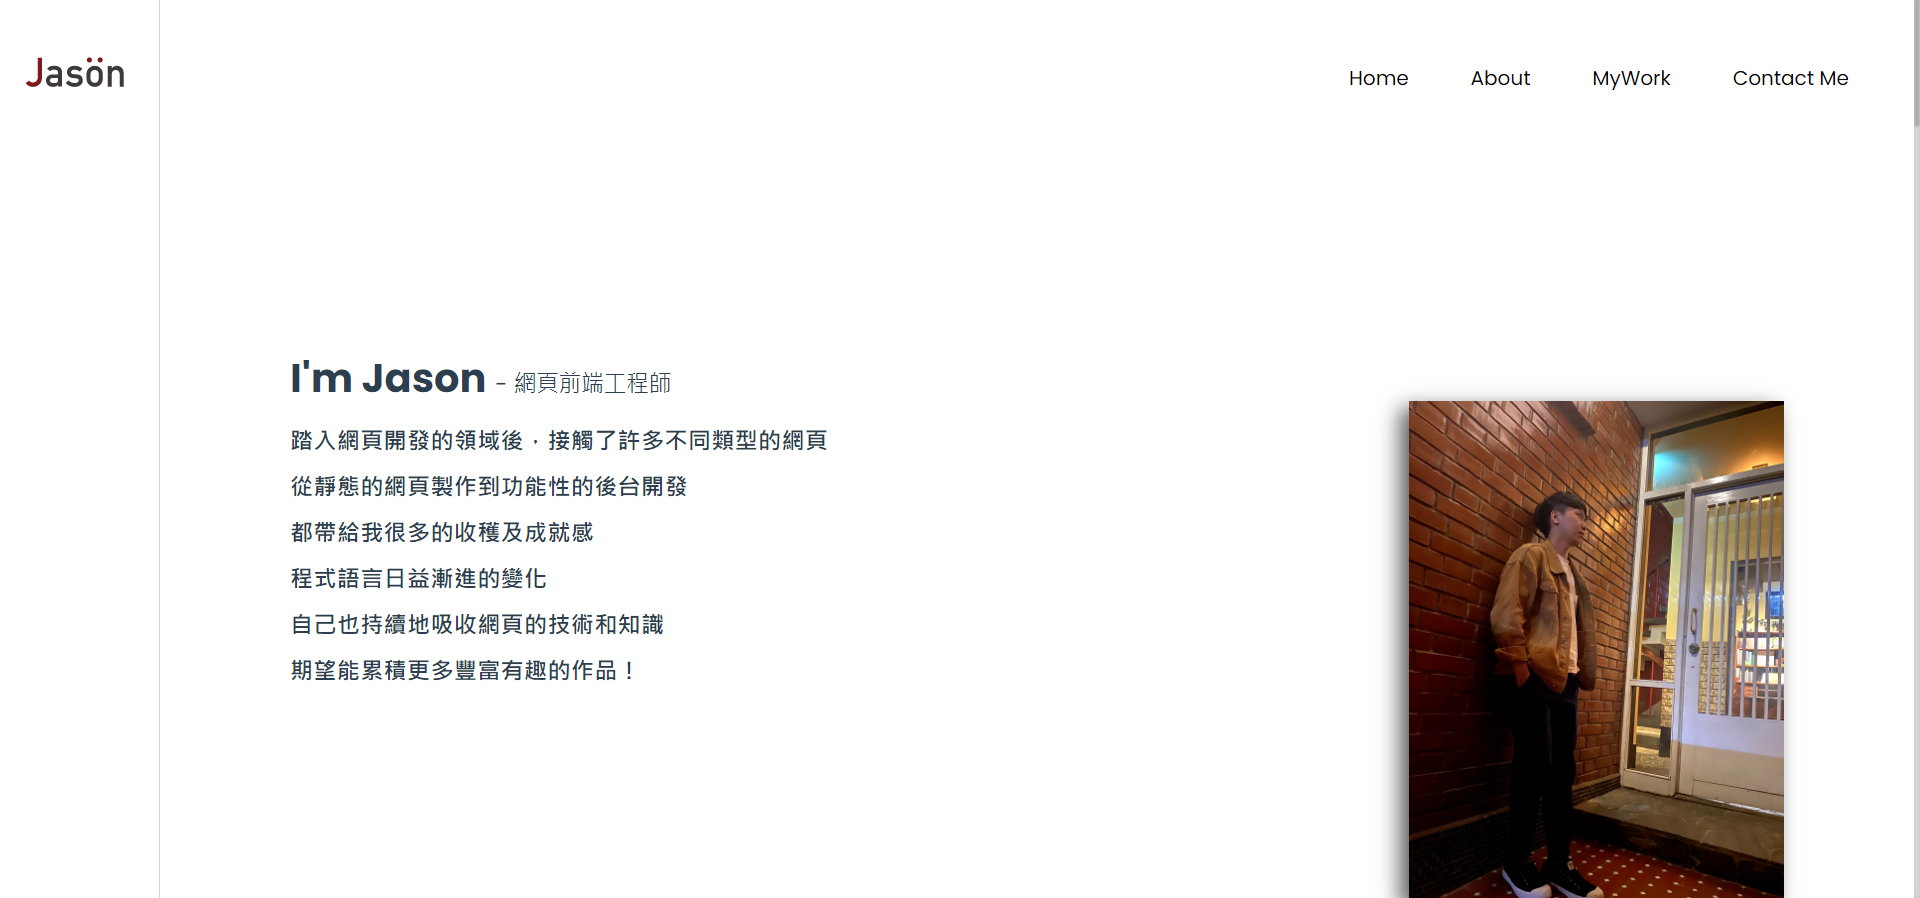 Jasön
Home About MyWork Contact Me
I'm Jason - 網頁前端工程師
踏入網頁開發的領域後，接觸了許多不同類型的網頁
從靜態的網頁製作到功能性的後台開發
都帶給我很多的收穫及成就感
程式語言日益漸進的變化
自己也持續地吸收網頁的技術和知識
期望能累積更多豐富有趣的作品！